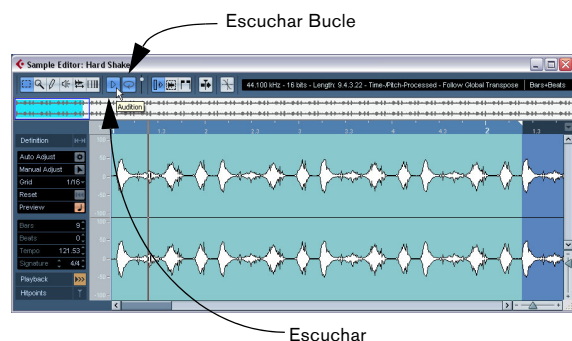 Escuchar Bucle
Sample Editor: Hard Shake
44.100 kHz - 16 bits - Length: 9.4.3.22 - Time-/Pitch-Processed - Follow Global Transpose
Bars+Beats
Audition
1.3 2 2.3 3 4 4.3 2 1.3
Definition
Auto Adjust
Manual Adjust
Grid 1/16
Reset
Preview
Bars 9
Beats 0
Tempo 121.53
Signature 4/4
Playback
Hitpoints
Escuchar